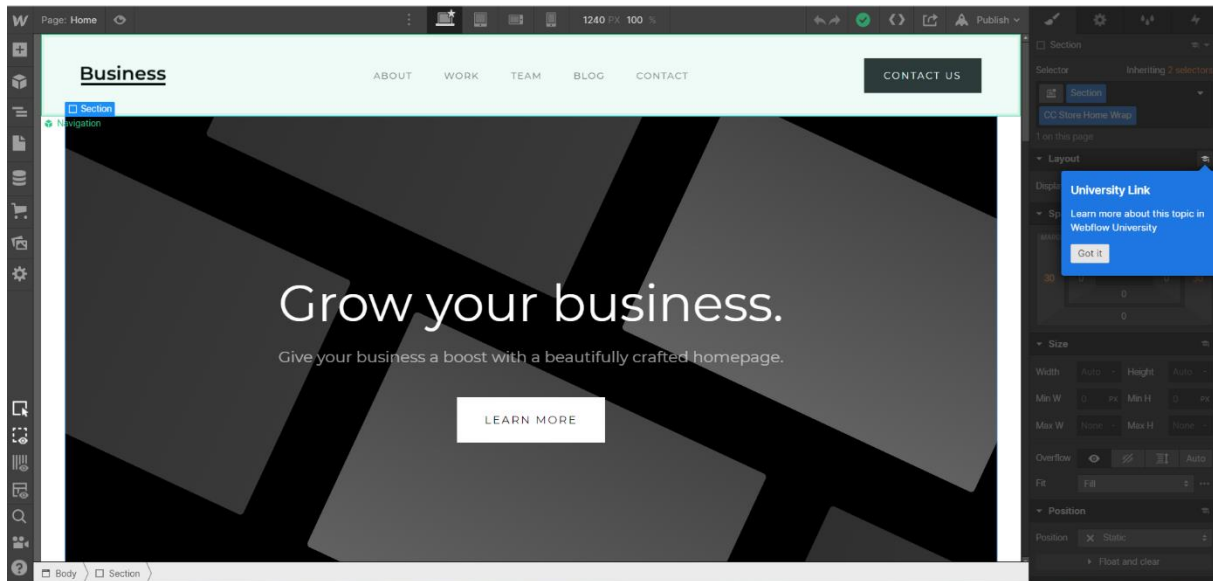 Page: Home
1240 PX 100 %
Publish
Business
ABOUT WORK TEAM BLOG CONTACT
CONTACT US
Section
Navigation
Grow your business.
Give your business a boost with a beautifully crafted homepage.
LEARN MORE
Body Section
Section
Selector Inheriting 2 selectors
Section
CC Store Home Wrap
1 on this page
Layout
University Link
Learn more about this topic in
Webflow University
Got it
0
0
Size
Width Auto - Height Auto -
Min W 0 PX Min H 0 PX
Max W None - Max H None -
Overflow Auto
Fit Fill
Position
Position Static
Float and clear